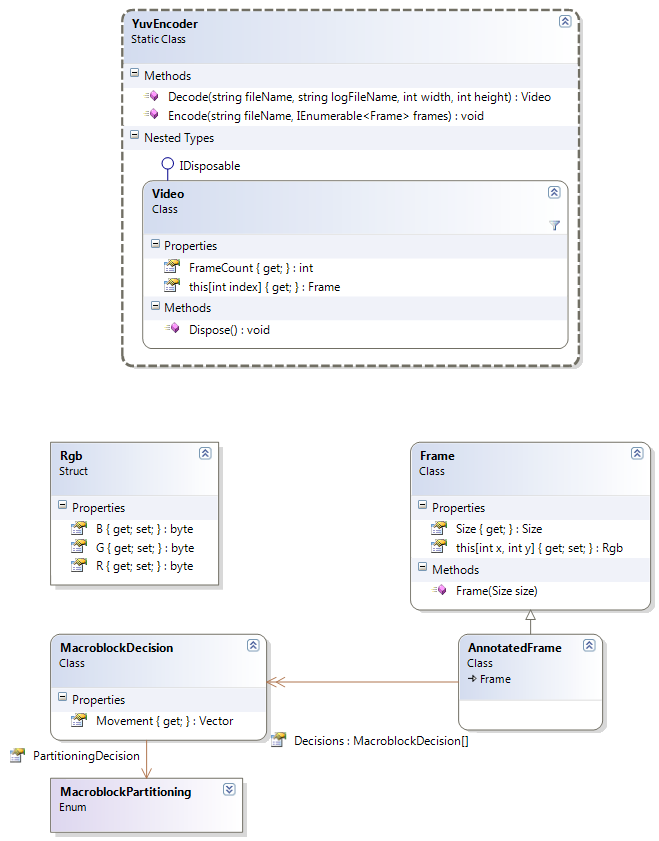 YuvEncoder
Static Class
Methods
Decode(string fileName, string logFileName, int width, int height) : Video
Encode(string fileName, IEnumerable<Frame> frames) : void
Nested Types
IDisposable
Video
Class
Properties
FrameCount { get; } : int
this[int index] { get; } : Frame
Methods
Dispose() : void
Rgb
Struct
Properties
B { get; set; } : byte
G { get; set; } : byte
R { get; set; } : byte
Frame
Class
Properties
Size { get; } : Size
this[int x, int y] { get; set; } : Rgb
Methods
Frame(Size size)
MacroblockDecision
Class
Properties
Movement { get; } : Vector
AnnotatedFrame
Class
Frame
Decisions : MacroblockDecision[]
PartitioningDecision
MacroblockPartitioning
Enum